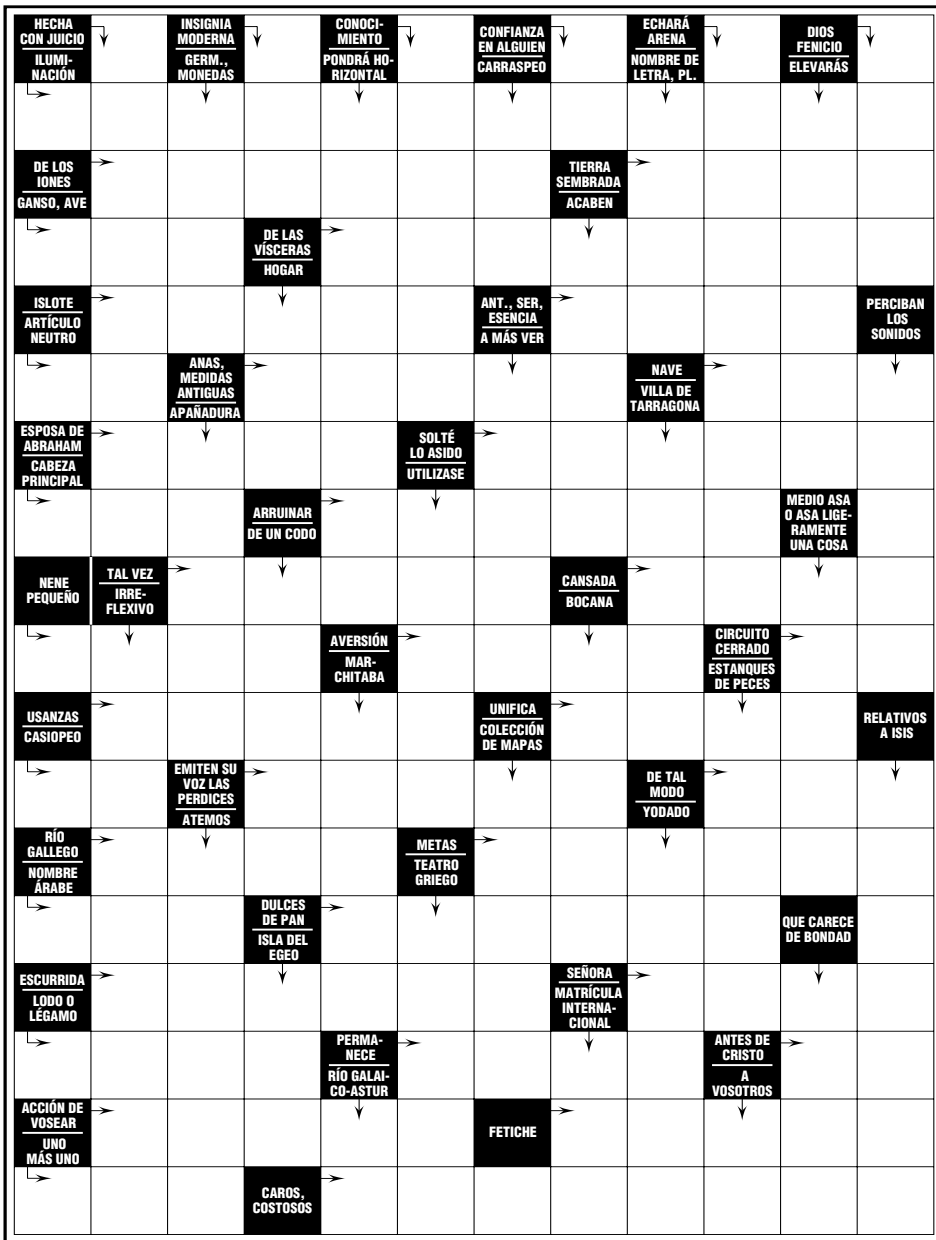 HECHA
CON JUICIO
ILUMI-
NACIÓN
INSIGNIA
MODERNA
GERM.,
MONEDAS
CONOCI-
MIENTO
PONDRÁ HO-
RIZONTAL
CONFIANZA
EN ALGUIEN
CARRASPEO
ECHARÁ
ARENA
NOMBRE DE
LETRA, PL.
DIOS
FENICIO
ELEVARÁS
DE LOS
IONES
GANSO, AVE
TIERRA
SEMBRADA
ACABEN
DE LAS
VÍSCERAS
HOGAR
ISLOTE
ARTÍCULO
NEUTRO
ANT., SER,
ESENCIA
A MÁS VER
PERCIBAN
LOS
SONIDOS
ANAS,
MEDIDAS
ANTIGUAS
APAÑADURA
NAVE
VILLA DE
TARRAGONA
ESPOSA DE
ABRAHAM
CABEZA
PRINCIPAL
SOLTÉ
LO ASIDO
UTILIZASE
ARRUINAR
DE UN CODO
MEDIO ASA
O ASA LIGE-
RAMENTE
UNA COSA
NENE
PEQUEÑO
TAL VEZ
IRRE-
FLEXIVO
CANSADA
BOCANA
AVERSIÓN
MAR-
CHITABA
CIRCUITO
CERRADO
ESTANQUES
DE PECES
USANZAS
CASIOPEO
UNIFICA
COLECCIÓN
DE MAPAS
RELATIVOS
A ISIS
EMITEN SU
VOZ LAS
PERDICES
ATEMOS
DE TAL
MODO
YODADO
RÍO
GALLEGO
NOMBRE
ÁRABE
METAS
TEATRO
GRIEGO
DULCES
DE PAN
ISLA DEL
EGEO
QUE CARECE
DE BONDAD
ESCURRIDA
LODO O
LÉGAMO
SEÑORA
MATRÍCULA
INTERNA-
CIONAL
PERMA-
NECE
RÍO GALAI-
CO-ASTUR
ANTES DE
CRISTO
A
VOSOTROS
ACCIÓN DE
VOSEAR
UNO
MÁS UNO
FETICHE
CAROS,
COSTOSOS